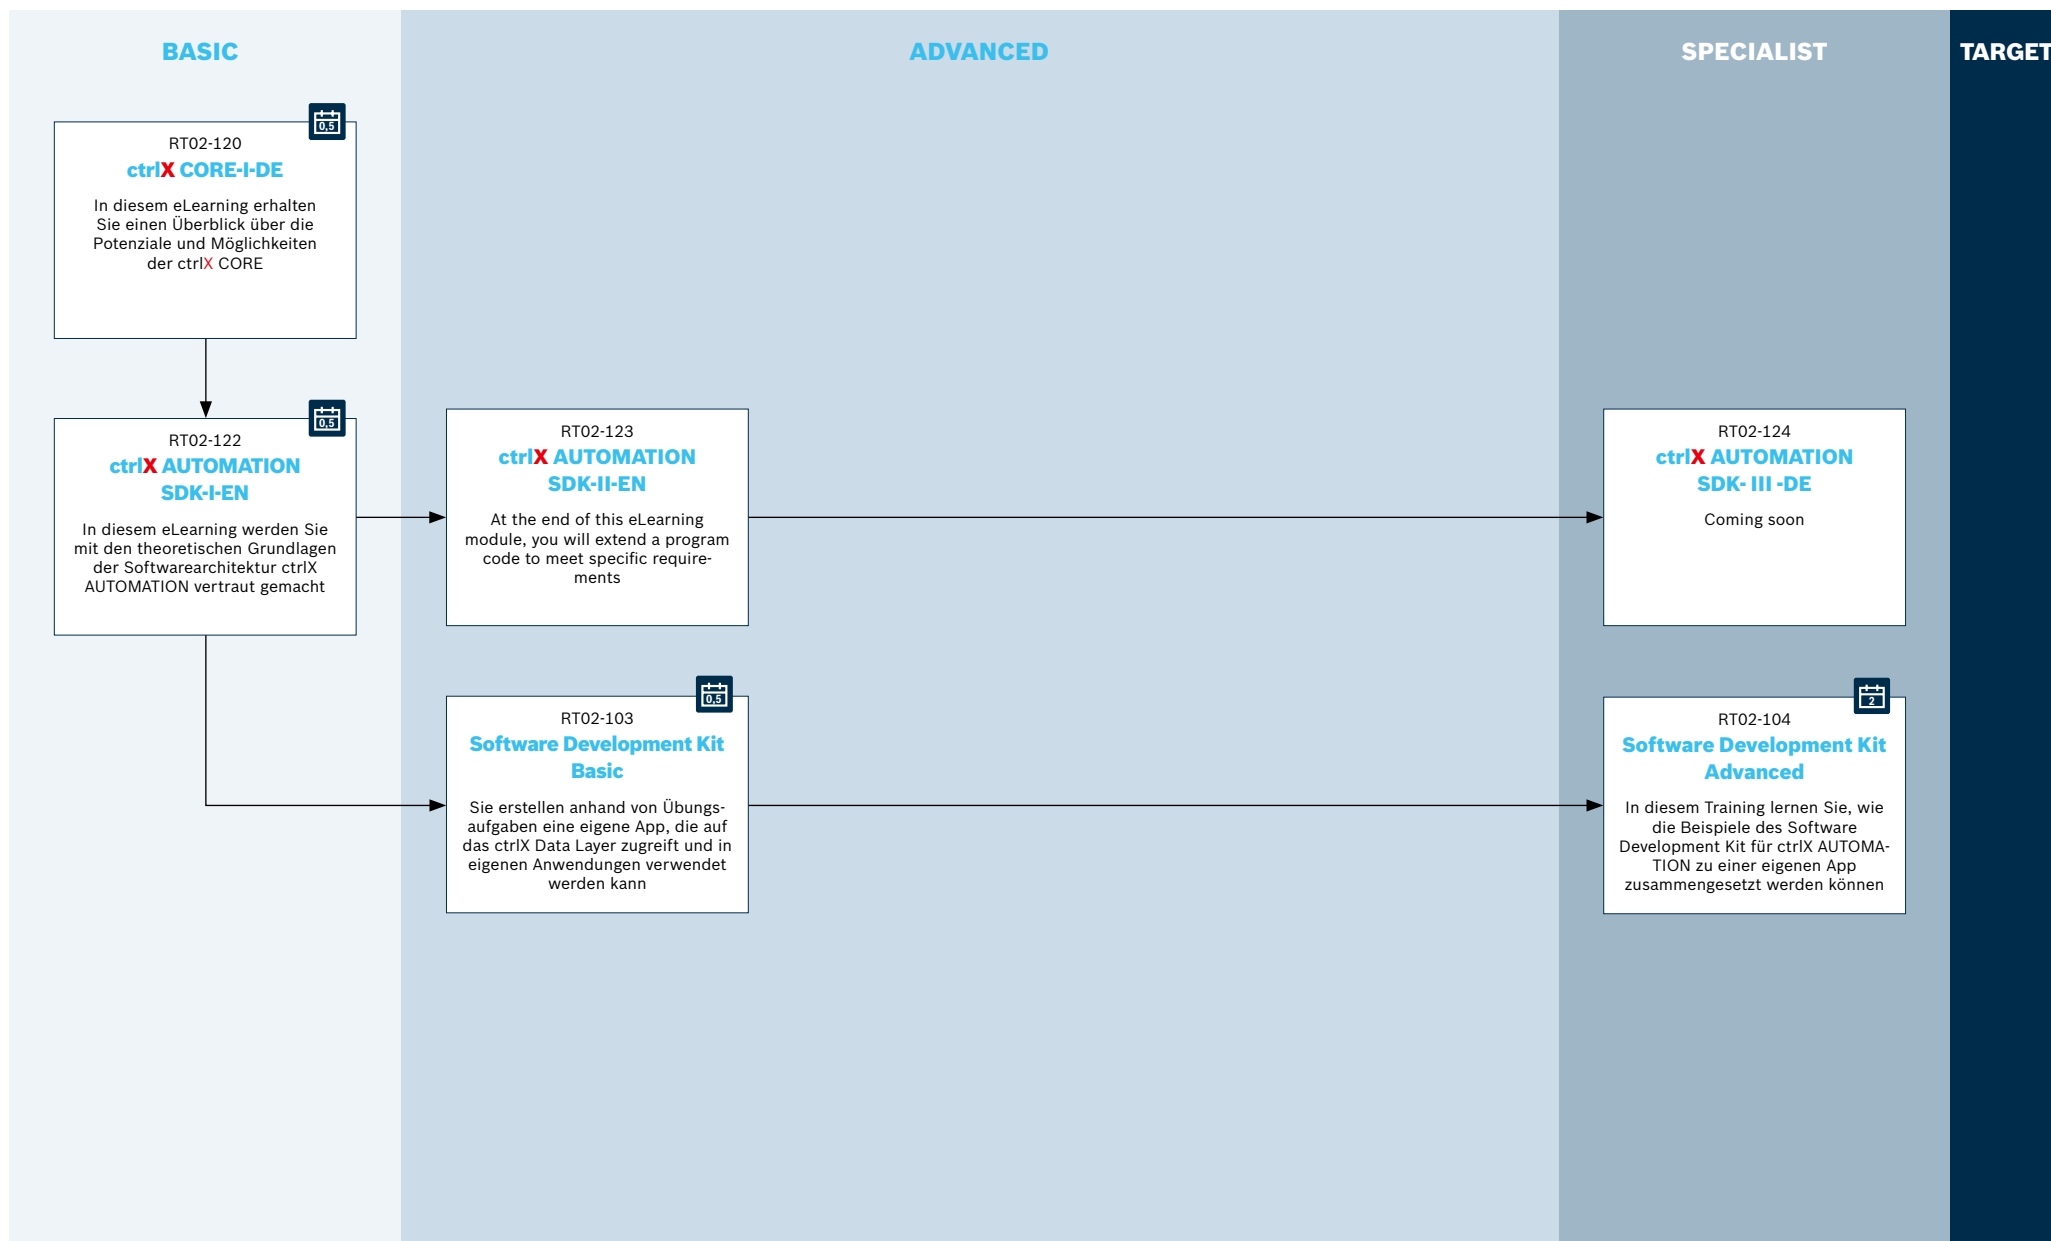 BASIC
ADVANCED
SPECIALIST
TARGET
0,5
RT02-120
ctrlX CORE-I-DE
In diesem eLearning erhalten
Sie einen Überblick über die
Potenziale und Möglichkeiten
der ctrlX CORE
0,5
RT02-122
ctrlX AUTOMATION
SDK-I-EN
In diesem eLearning werden Sie
mit den theoretischen Grundlagen
der Softwarearchitektur ctrlX
AUTOMATION vertraut gemacht
RT02-123
ctrlX AUTOMATION
SDK-II-EN
At the end of this eLearning
module, you will extend a program
code to meet specific require-
ments
RT02-124
ctrlX AUTOMATION
SDK- III -DE
Coming soon
0,5
RT02-103
Software Development Kit
Basic
Sie erstellen anhand von Übungs-
aufgaben eine eigene App, die auf
das ctrlX Data Layer zugreift und in
eigenen Anwendungen verwendet
werden kann
2
RT02-104
Software Development Kit
Advanced
In diesem Training lernen Sie, wie
die Beispiele des Software
Development Kit für ctrlX AUTOMA-
TION zu einer eigenen App
zusammengesetzt werden können